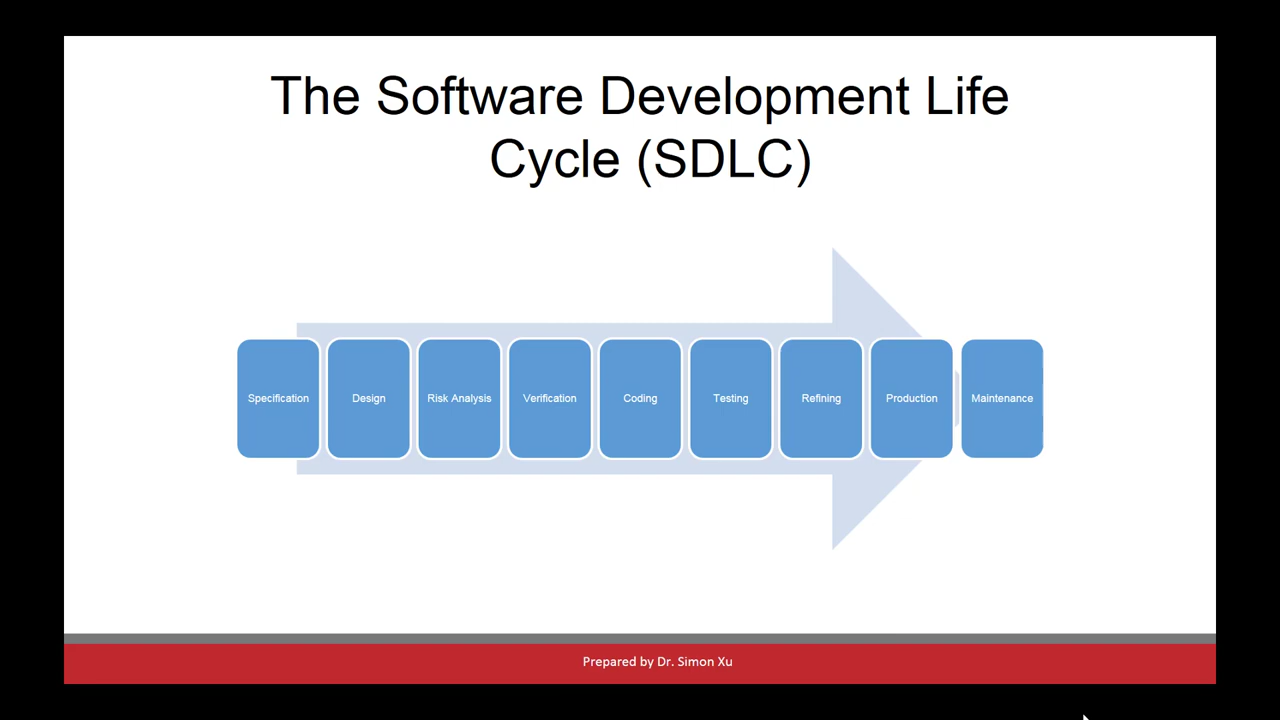 The Software Development Life
Cycle (SDLC)
Specification
Design
Risk Analysis
Verification
Coding
Testing
Refining
Production
Maintenance
Prepared by Dr. Simon Xu